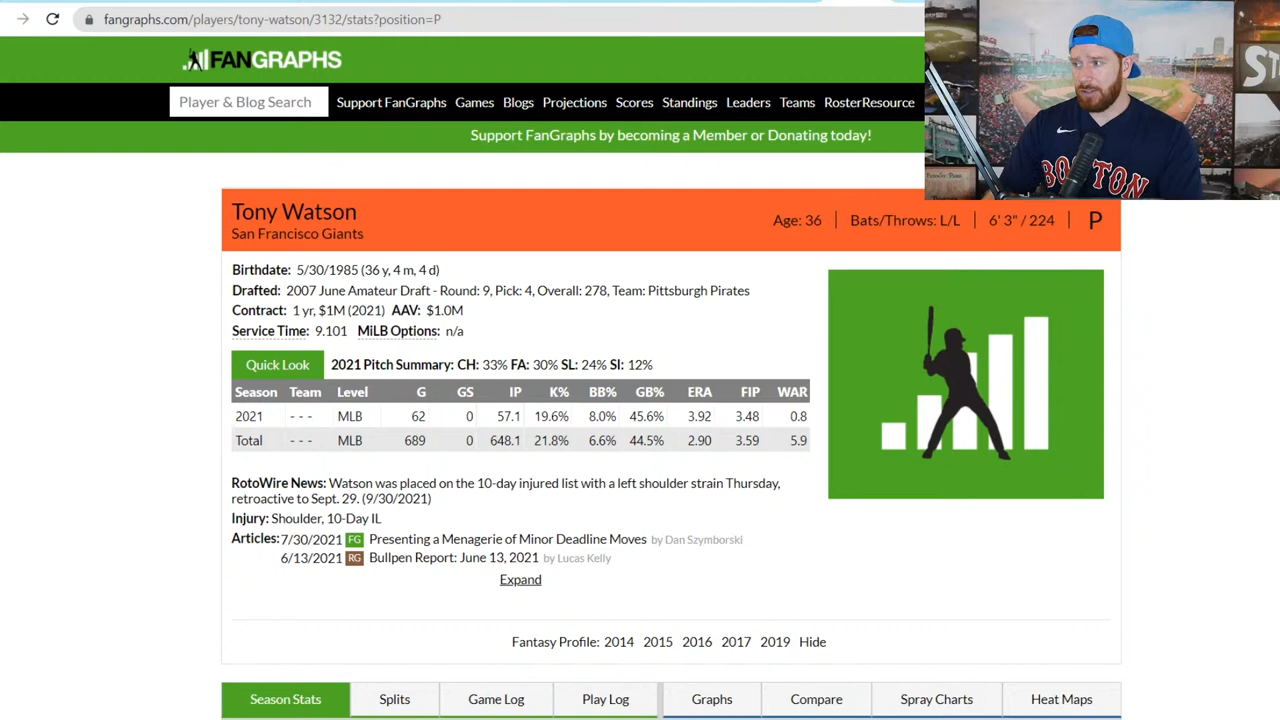 fangraphs.com/players/tony-watson/3132/stats?position=P
FANGRAPHS
Player & Blog Search Support FanGraphs Games Blogs Projections Scores Standings Leaders Teams RosterResource
Support FanGraphs by becoming a Member or Donating today!
BOSTON
Tony Watson
San Francisco Giants
Age: 36 Bats/Throws: L/L 6' 3" / 224 P
Birthdate: 5/30/1985 (36 y, 4 m, 4 d)
Drafted: 2007 June Amateur Draft - Round: 9, Pick: 4, Overall: 278, Team: Pittsburgh Pirates
Contract: 1 yr, $1M (2021) AAV: $1.0M
Service Time: 9.101 MiLB Options: n/a
Quick Look 2021 Pitch Summary: CH: 33% FA: 30% SL: 24% SI: 12%
Season Team Level G GS IP K% BB% GB% ERA FIP WAR
2021 - - - MLB 62 0 57.1 19.6% 8.0% 45.6% 3.92 3.48 0.8
Total - - - MLB 689 0 648.1 21.8% 6.6% 44.5% 2.90 3.59 5.9
RotoWire News: Watson was placed on the 10-day injured list with a left shoulder strain Thursday,
retroactive to Sept. 29. (9/30/2021)
Injury: Shoulder, 10-Day IL
Articles: 7/30/2021 FG Presenting a Menagerie of Minor Deadline Moves by Dan Szymborski
6/13/2021 RG Bullpen Report: June 13, 2021 by Lucas Kelly
Expand
Fantasy Profile: 2014 2015 2016 2017 2019 Hide
Season Stats Splits Game Log Play Log Graphs Compare Spray Charts Heat Maps